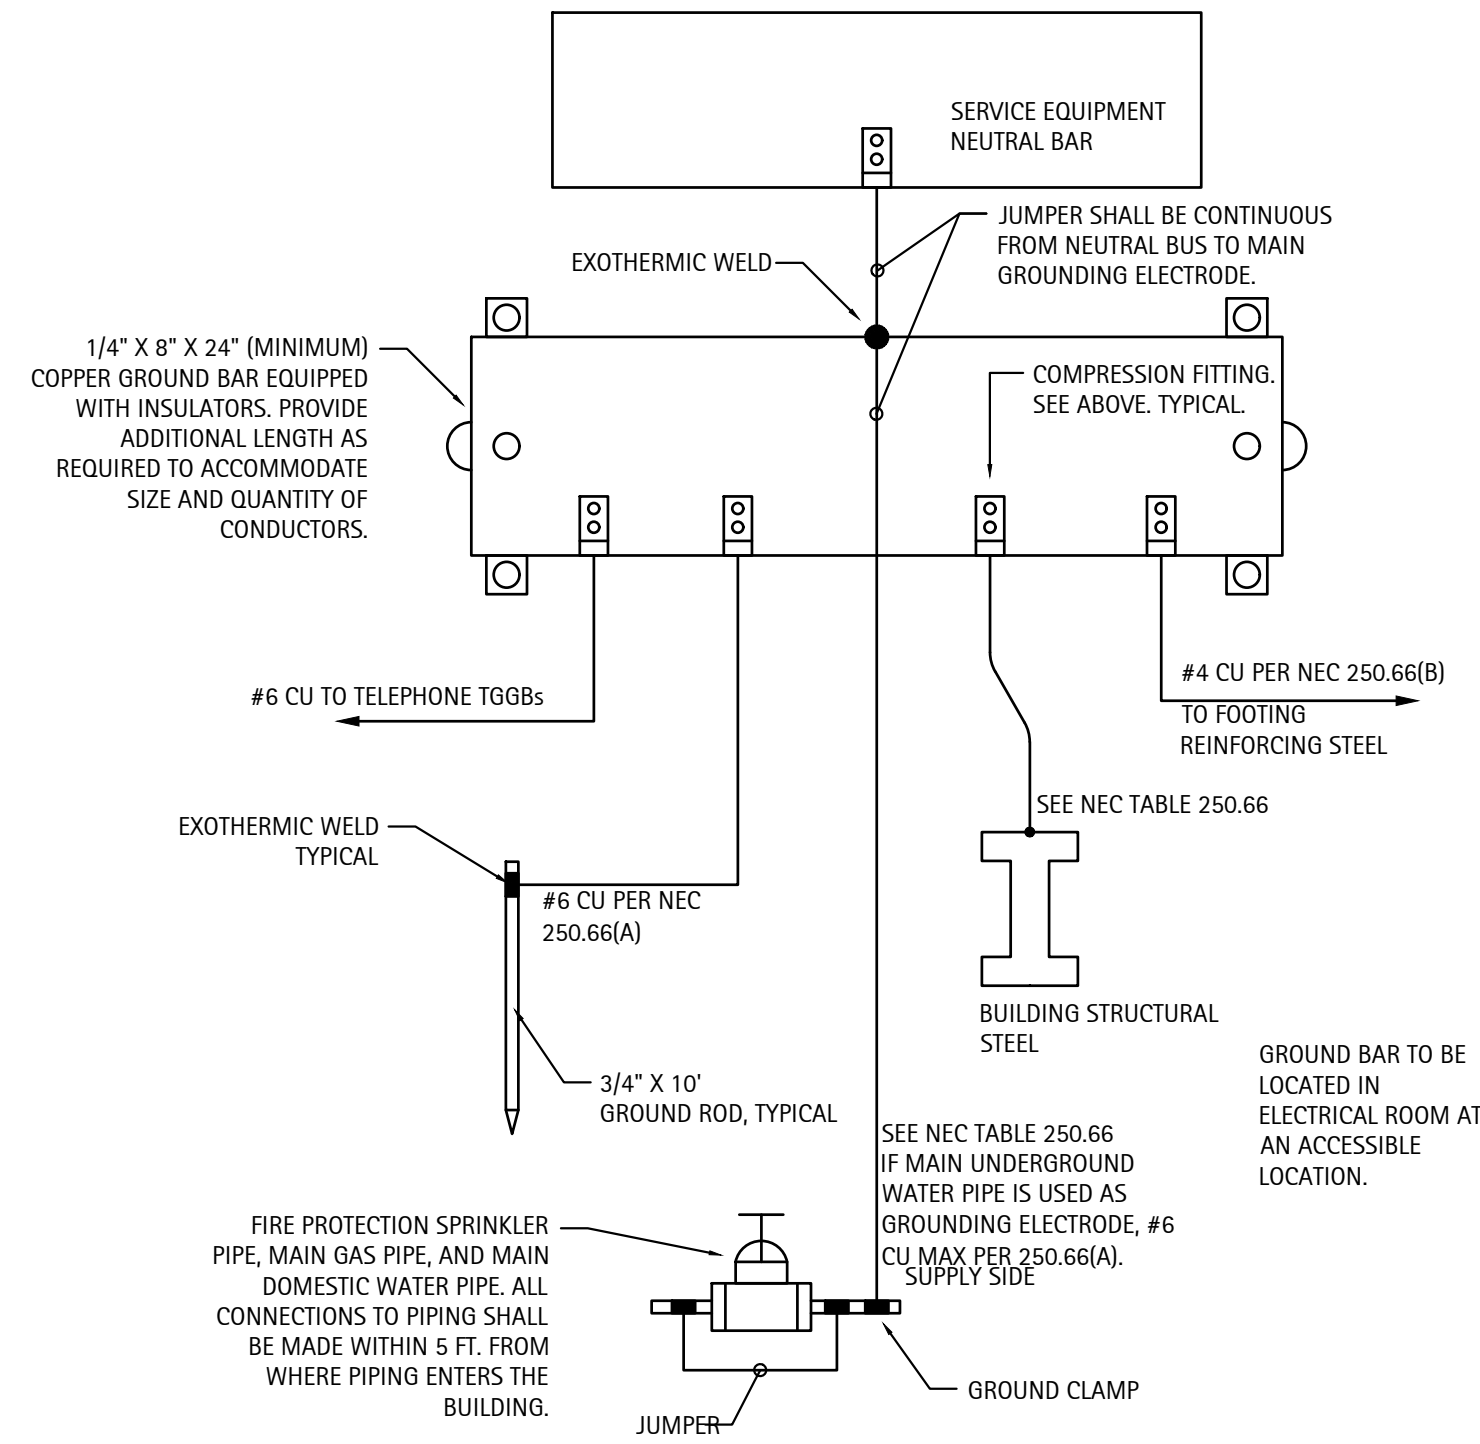 SERVICE EQUIPMENT
NEUTRAL BAR
JUMPER SHALL BE CONTINUOUS
FROM NEUTRAL BUS TO MAIN
GROUNDING ELECTRODE.
EXOTHERMIC WELD
1/4" X 8" X 24" (MINIMUM)
COPPER GROUND BAR EQUIPPED
WITH INSULATORS. PROVIDE
ADDITIONAL LENGTH AS
REQUIRED TO ACCOMMODATE
SIZE AND QUANTITY OF
CONDUCTORS.
COMPRESSION FITTING.
SEE ABOVE. TYPICAL.
#6 CU TO TELEPHONE TGGBs
#4 CU PER NEC 250.66(B)
TO FOOTING
REINFORCING STEEL
SEE NEC TABLE 250.66
EXOTHERMIC WELD
TYPICAL
#6 CU PER NEC
250.66(A)
BUILDING STRUCTURAL
STEEL
3/4" X 10'
GROUND ROD, TYPICAL
GROUND BAR TO BE
LOCATED IN
ELECTRICAL ROOM AT
AN ACCESSIBLE
LOCATION.
SEE NEC TABLE 250.66
IF MAIN UNDERGROUND
WATER PIPE IS USED AS
GROUNDING ELECTRODE, #6
CU MAX PER 250.66(A).
SUPPLY SIDE
FIRE PROTECTION SPRINKLER
PIPE, MAIN GAS PIPE, AND MAIN
DOMESTIC WATER PIPE. ALL
CONNECTIONS TO PIPING SHALL
BE MADE WITHIN 5 FT. FROM
WHERE PIPING ENTERS THE
BUILDING.
GROUND CLAMP
JUMPER